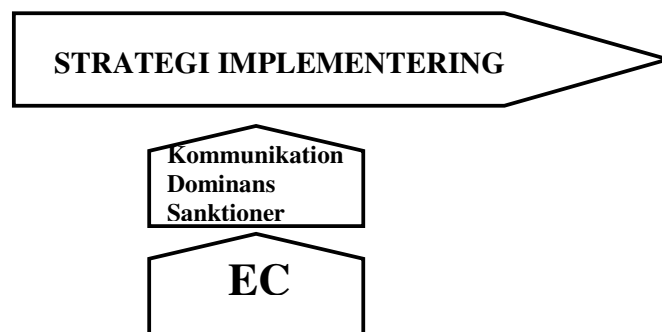 STRATEGI IMPLEMENTERING
Kommunikation
Dominans
Sanktioner
EC